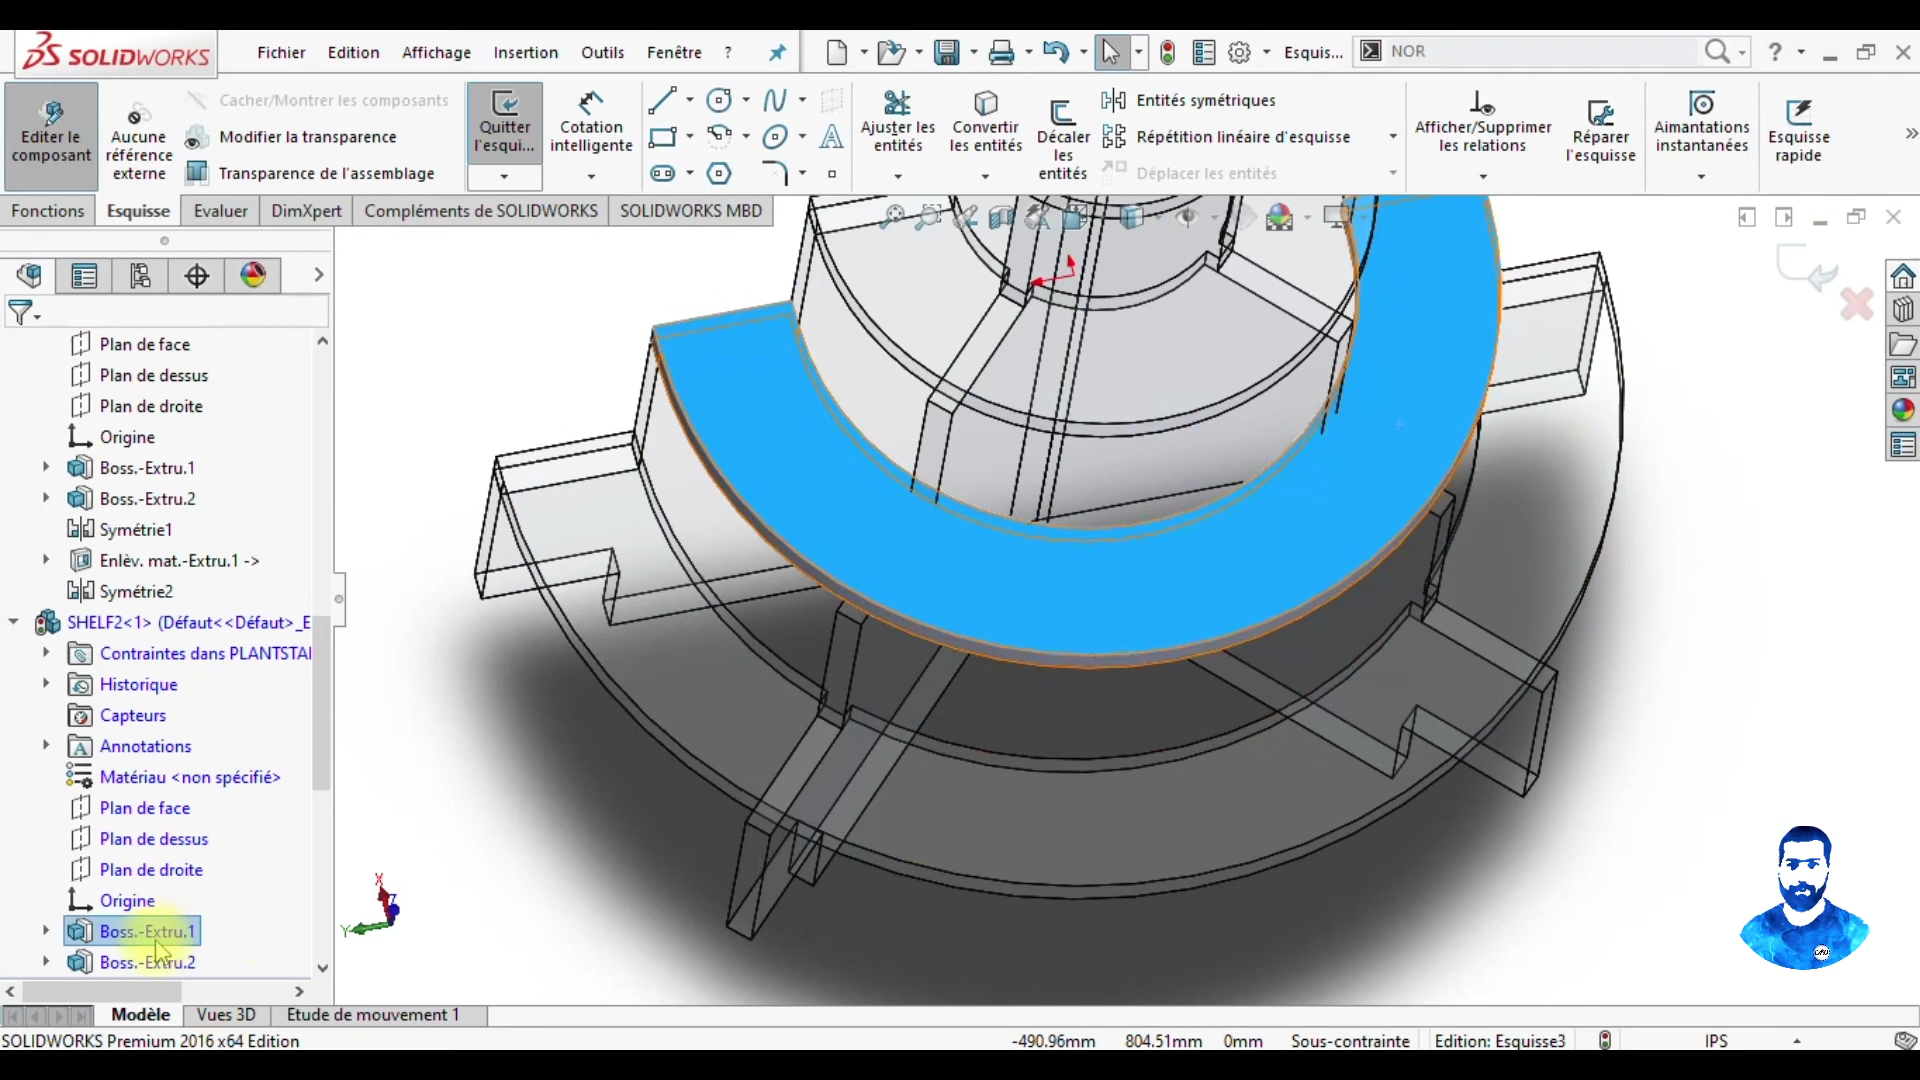 SOLIDWORKS
Fichier Edition Affichage Insertion Outils Fenêtre ? Esquis... NOR ?
Editer le composant
Aucune référence externe
Cacher/Montrer les composants
Modifier la transparence
Transparence de l'assemblage
Quitter l'esqui...
Cotation intelligente
Ajuster les entités
Convertir les entités
Décaler les entités
Entités symétriques
Répétition linéaire d'esquisse
Déplacer les entités
Afficher/Supprimer les relations
Réparer l'esquisse
Aimantations instantanées
Esquisse rapide
Fonctions Esquisse Evaluer DimXpert Compléments de SOLIDWORKS SOLIDWORKS MBD
Plan de face
Plan de dessus
Plan de droite
Origine
Boss.-Extru.1
Boss.-Extru.2
Symétrie1
Enlèv. mat.-Extru.1 ->
Symétrie2
SHELF2<1> (Défaut<<Défaut>_E
Contraintes dans PLANTSTA
Historique
Capteurs
Annotations
Matériau <non spécifié>
Plan de face
Plan de dessus
Plan de droite
Origine
Boss.-Extru.1
Boss.-Extru.2
X
Y
Z
Modèle Vues 3D Etude de mouvement 1
SOLIDWORKS Premium 2016 x64 Edition -490.96mm 804.51mm 0mm Sous-contrainte Edition: Esquisse3 IPS